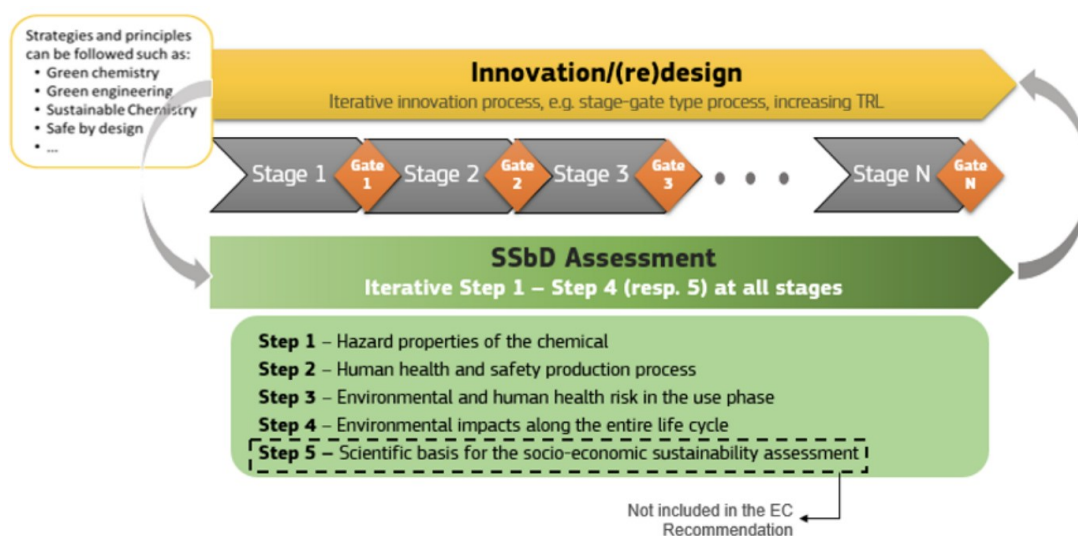 Strategies and principles
can be followed such as:
• Green chemistry
• Green engineering
• Sustainable Chemistry
• Safe by design
• ...
Innovation/(re)design
Iterative innovation process, e.g. stage-gate type process, increasing TRL
Stage 1
Gate
1
Stage 2
Gate
2
Stage 3
Gate
3
• • •
Stage N
Gate
N
SSbD Assessment
Iterative Step 1 – Step 4 (resp. 5) at all stages
Step 1 – Hazard properties of the chemical
Step 2 – Human health and safety production process
Step 3 – Environmental and human health risk in the use phase
Step 4 – Environmental impacts along the entire life cycle
Step 5 – Scientific basis for the socio-economic sustainability assessment
Not included in the EC
Recommendation